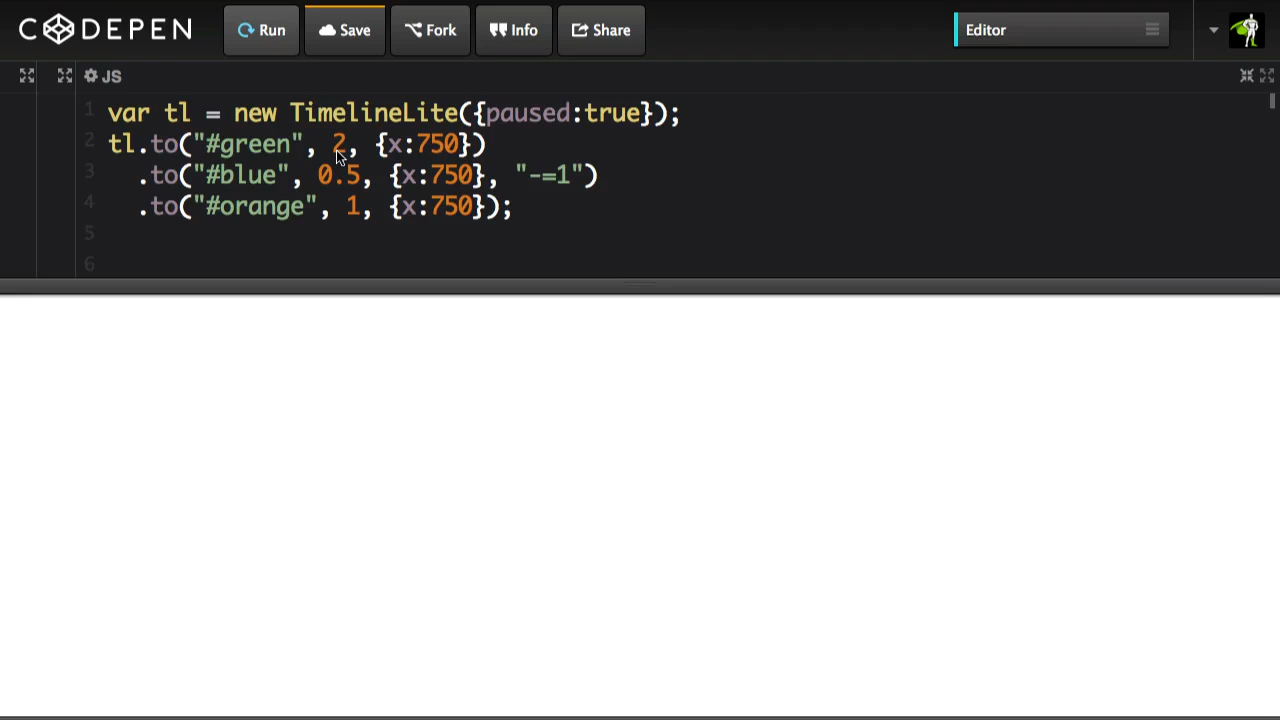 CODEPEN Run Save Fork Info Share Editor
JS
1 var tl = new TimelineLite({paused:true});
2 tl.to("#green", 2, {x:750})
3 .to("#blue", 0.5, {x:750}, "-=1")
4 .to("#orange", 1, {x:750});
5
6